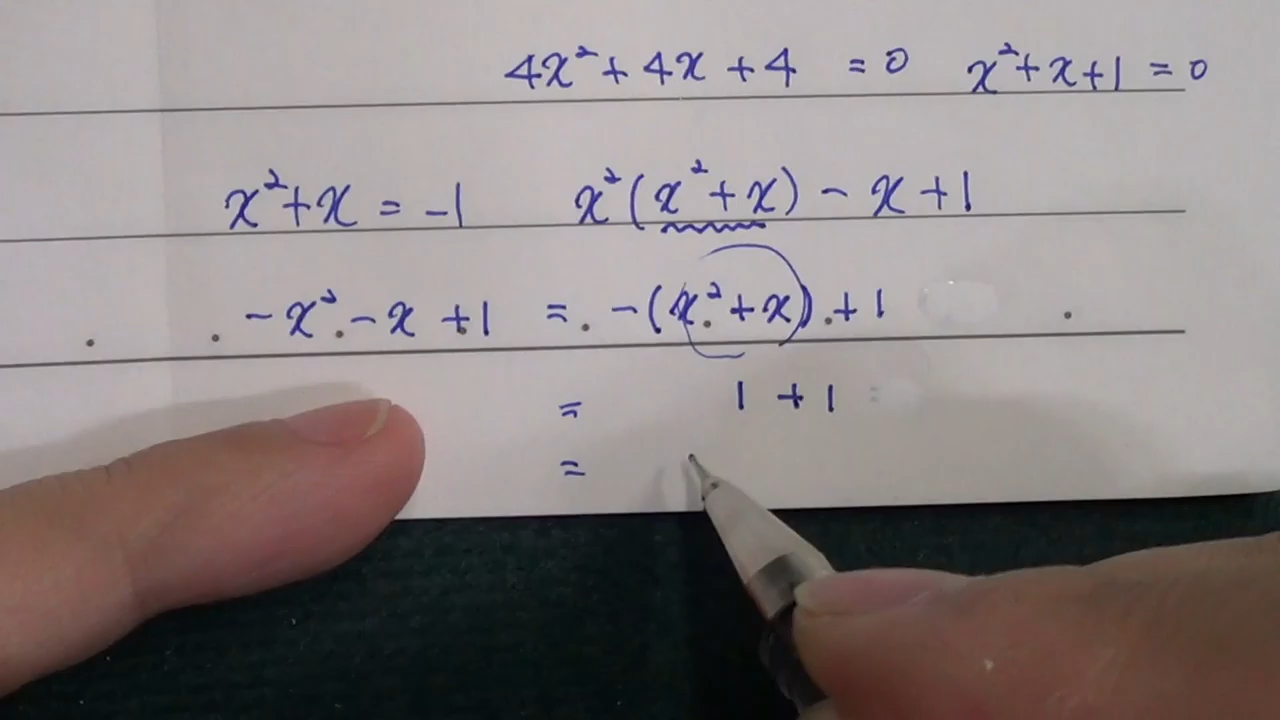 4x² + 4x + 4 = 0 x² + x + 1 = 0
x² + x = -1 x²(x² + x) - x + 1
-x² - x + 1 = -(x² + x) + 1
= 1 + 1
=